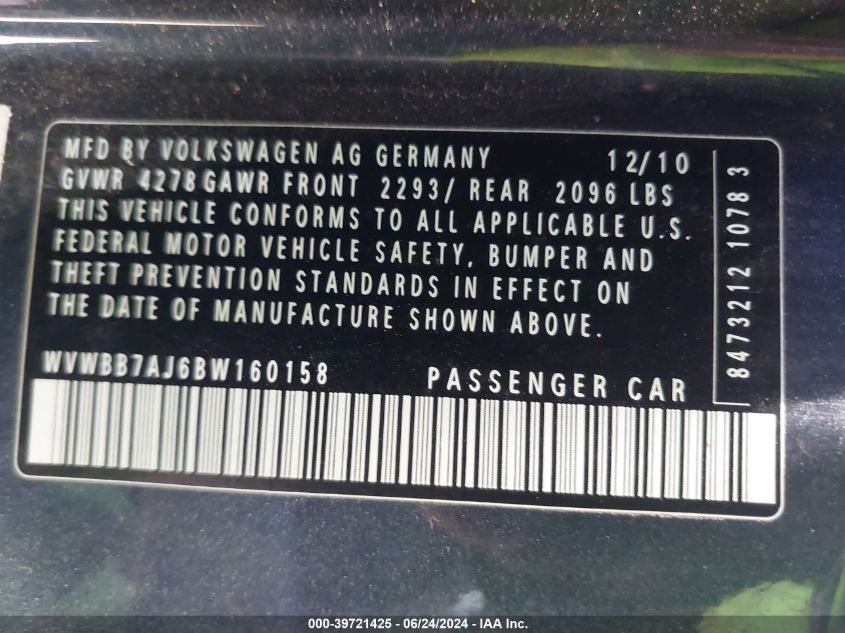 MFD BY VOLKSWAGEN AG GERMANY 12/10
GVWR 4278 GAWR FRONT 2293/ REAR 2096 LBS
THIS VEHICLE CONFORMS TO ALL APPLICABLE U.S.
FEDERAL MOTOR VEHICLE SAFETY, BUMPER AND
THEFT PREVENTION STANDARDS IN EFFECT ON
THE DATE OF MANUFACTURE SHOWN ABOVE.
WVWBB7AJ6BW160158 PASSENGER CAR
8473212 1078 3
000-39721425 - 06/24/2024 - IAA Inc.